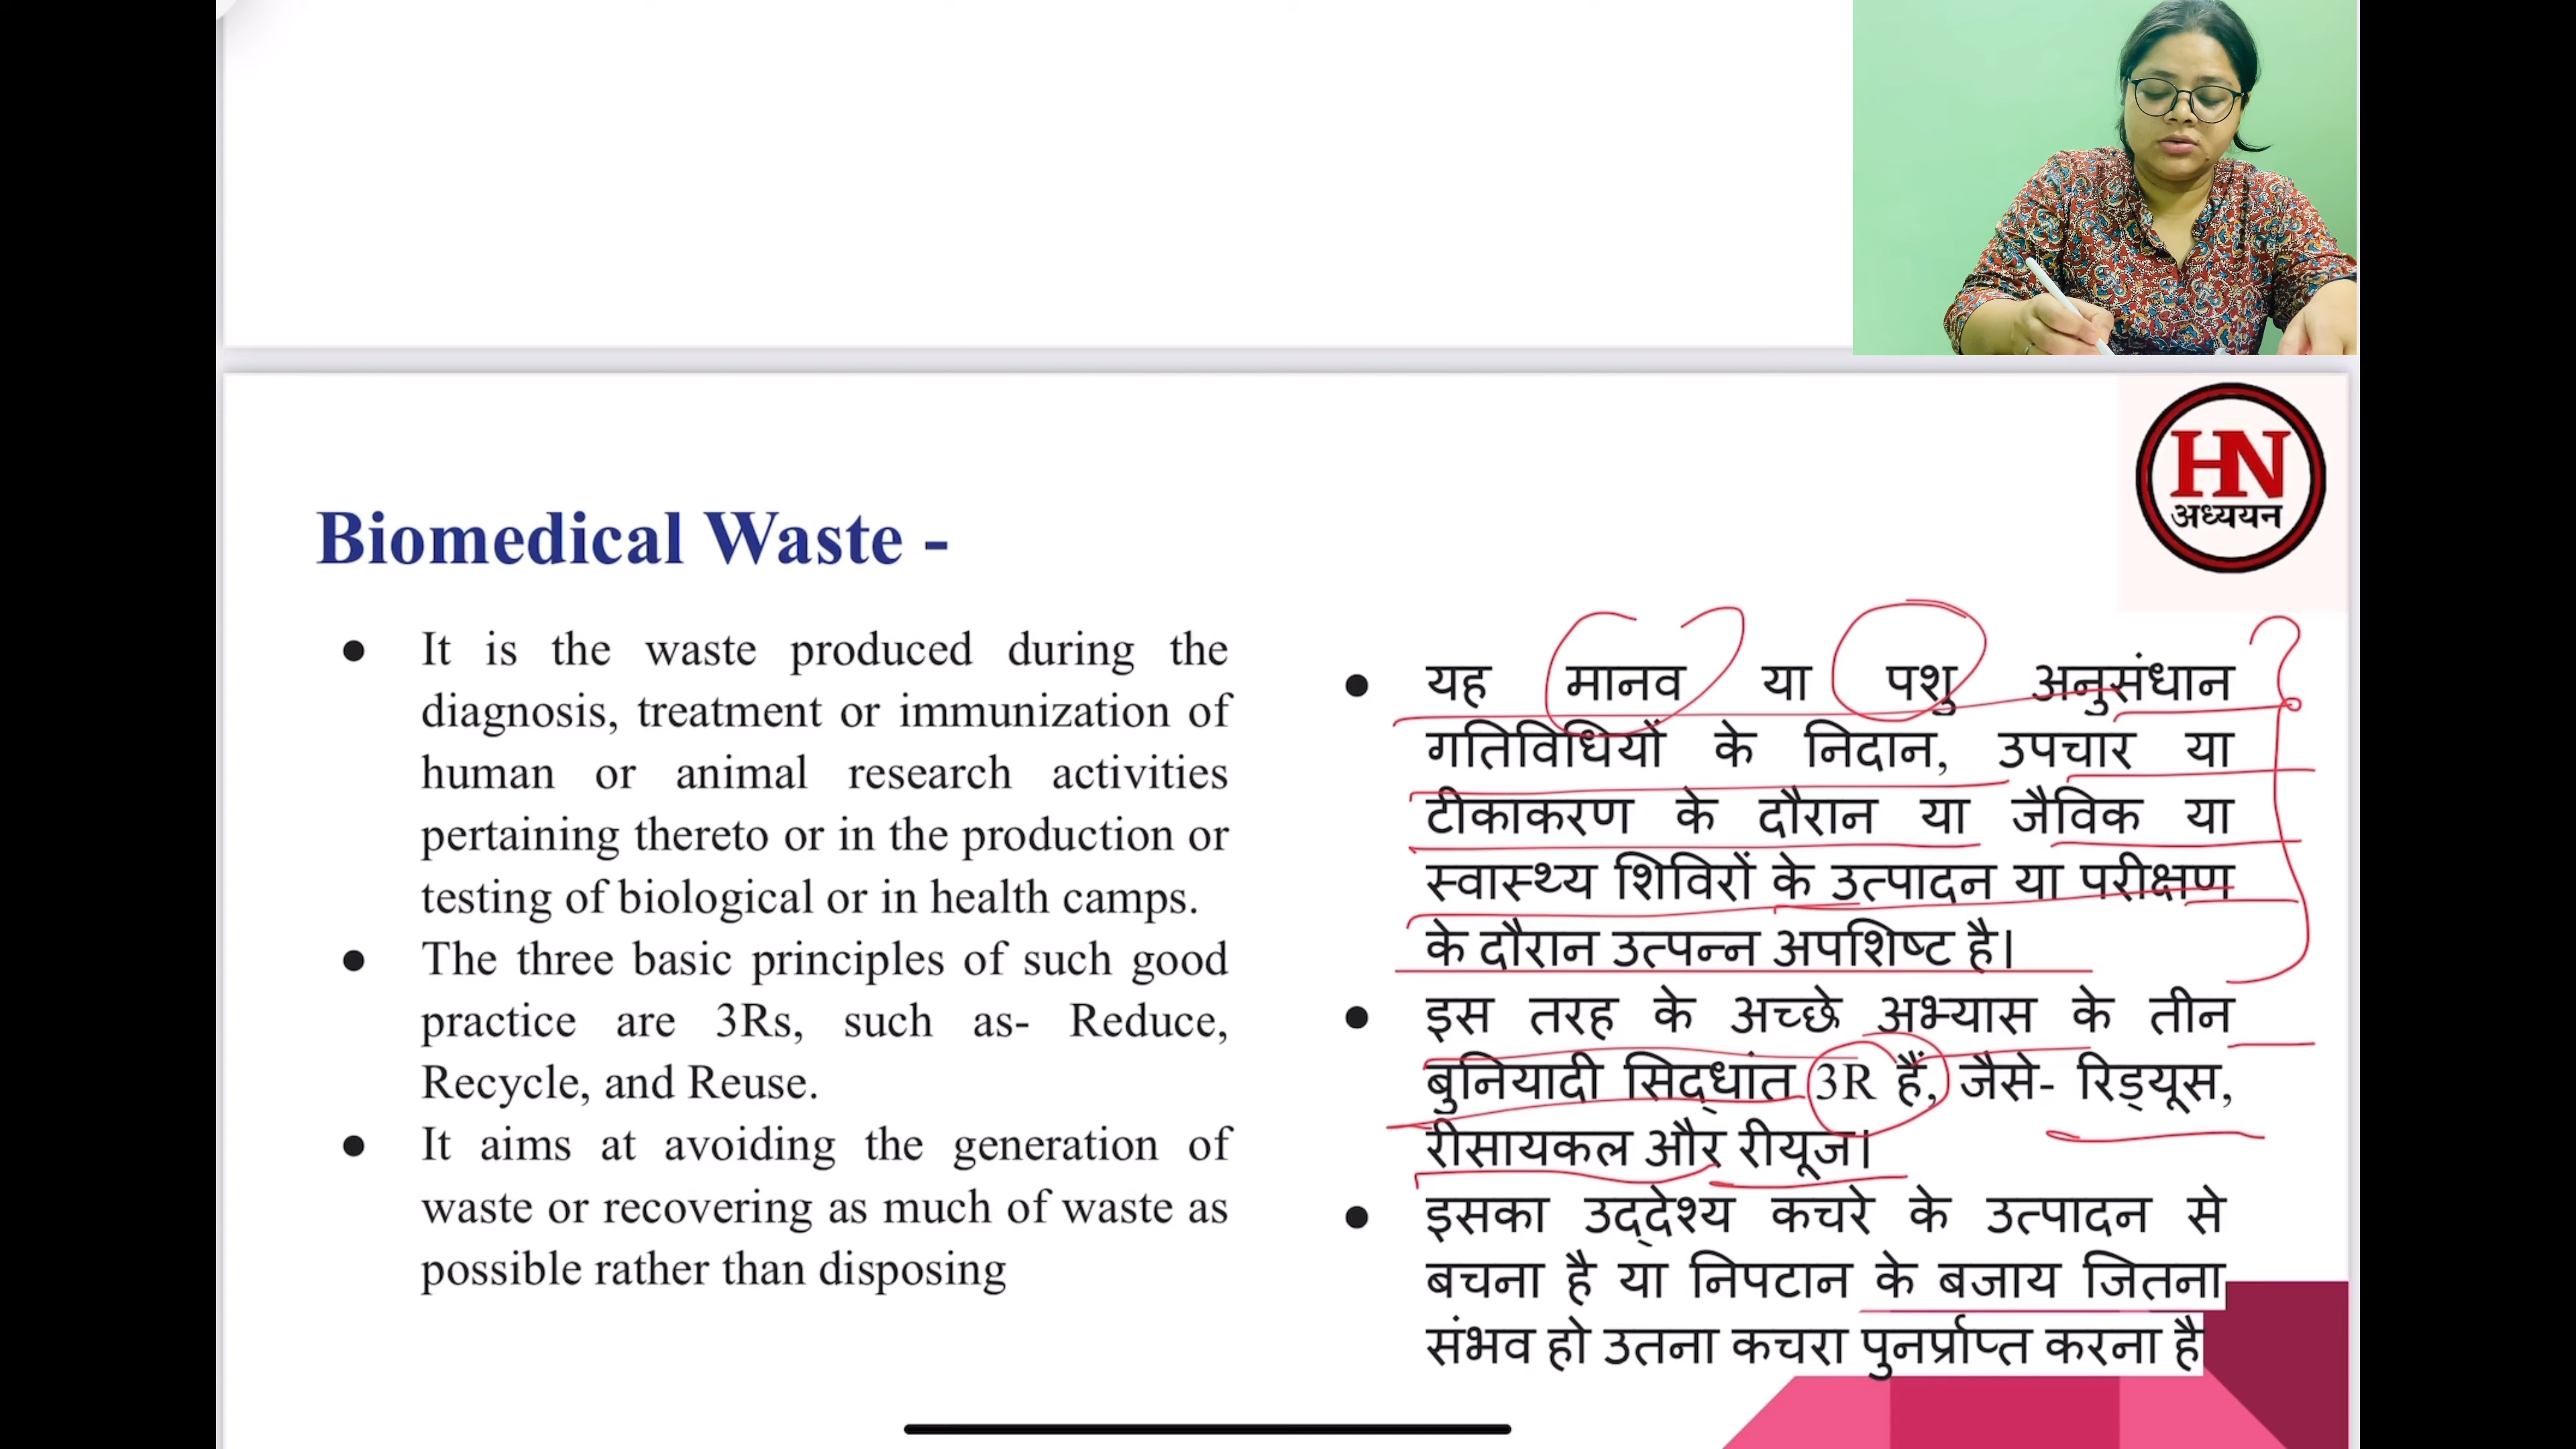 HN
अध्ययन
Biomedical Waste -
● It is the waste produced during the
diagnosis, treatment or immunization of
human or animal research activities
pertaining thereto or in the production or
testing of biological or in health camps.
● The three basic principles of such good
practice are 3Rs, such as- Reduce,
Recycle, and Reuse.
● It aims at avoiding the generation of
waste or recovering as much of waste as
possible rather than disposing
● यह मानव या पशु अनुसंधान
गतिविधियों के निदान, उपचार या
टीकाकरण के दौरान या जैविक या
स्वास्थ्य शिविरों के उत्पादन या परीक्षण
के दौरान उत्पन्न अपशिष्ट है।
● इस तरह के अच्छे अभ्यास के तीन
बुनियादी सिद्धांत 3R हैं, जैसे- रिड्यूस,
रीसायकल और रीयूज।
● इसका उद्देश्य कचरे के उत्पादन से
बचना है या निपटान के बजाय जितना
संभव हो उतना कचरा पुनर्प्राप्त करना है